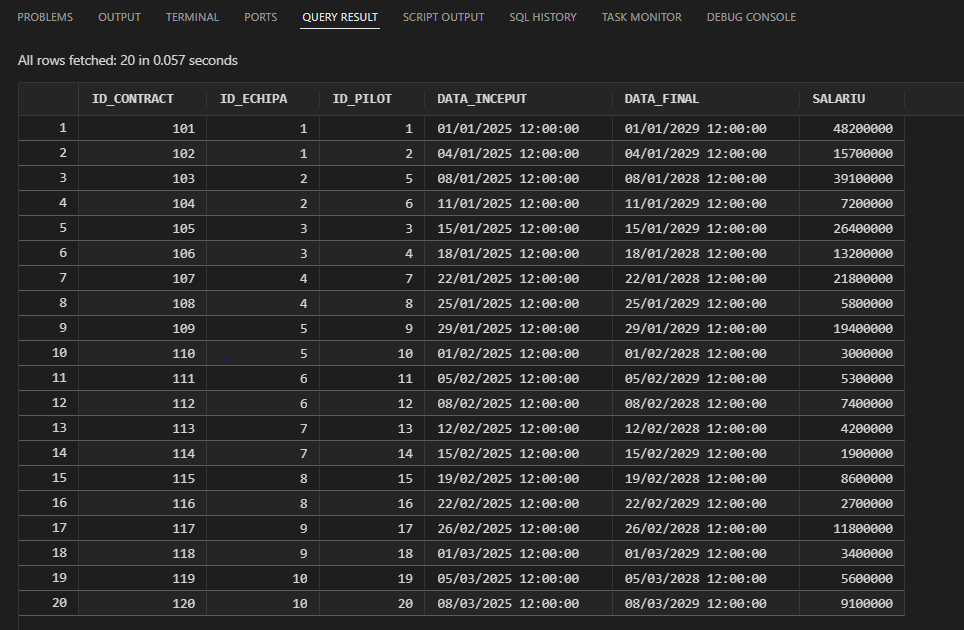 PROBLEMS OUTPUT TERMINAL PORTS QUERY RESULT SCRIPT OUTPUT SQL HISTORY TASK MONITOR DEBUG CONSOLE
All rows fetched: 20 in 0.057 seconds
ID_CONTRACT ID_ECHIPA ID_PILOT DATA_INCEPUT DATA_FINAL SALARIU
1 101 1 1 01/01/2025 12:00:00 01/01/2029 12:00:00 48200000
2 102 1 2 04/01/2025 12:00:00 04/01/2029 12:00:00 15700000
3 103 2 5 08/01/2025 12:00:00 08/01/2028 12:00:00 39100000
4 104 2 6 11/01/2025 12:00:00 11/01/2029 12:00:00 7200000
5 105 3 3 15/01/2025 12:00:00 15/01/2029 12:00:00 26400000
6 106 3 4 18/01/2025 12:00:00 18/01/2028 12:00:00 13200000
7 107 4 7 22/01/2025 12:00:00 22/01/2028 12:00:00 21800000
8 108 4 8 25/01/2025 12:00:00 25/01/2029 12:00:00 5800000
9 109 5 9 29/01/2025 12:00:00 29/01/2029 12:00:00 19400000
10 110 5 10 01/02/2025 12:00:00 01/02/2028 12:00:00 3000000
11 111 6 11 05/02/2025 12:00:00 05/02/2029 12:00:00 5300000
12 112 6 12 08/02/2025 12:00:00 08/02/2028 12:00:00 7400000
13 113 7 13 12/02/2025 12:00:00 12/02/2028 12:00:00 4200000
14 114 7 14 15/02/2025 12:00:00 15/02/2029 12:00:00 1900000
15 115 8 15 19/02/2025 12:00:00 19/02/2028 12:00:00 8600000
16 116 8 16 22/02/2025 12:00:00 22/02/2029 12:00:00 2700000
17 117 9 17 26/02/2025 12:00:00 26/02/2028 12:00:00 11800000
18 118 9 18 01/03/2025 12:00:00 01/03/2029 12:00:00 3400000
19 119 10 19 05/03/2025 12:00:00 05/03/2028 12:00:00 5600000
20 120 10 20 08/03/2025 12:00:00 08/03/2029 12:00:00 9100000